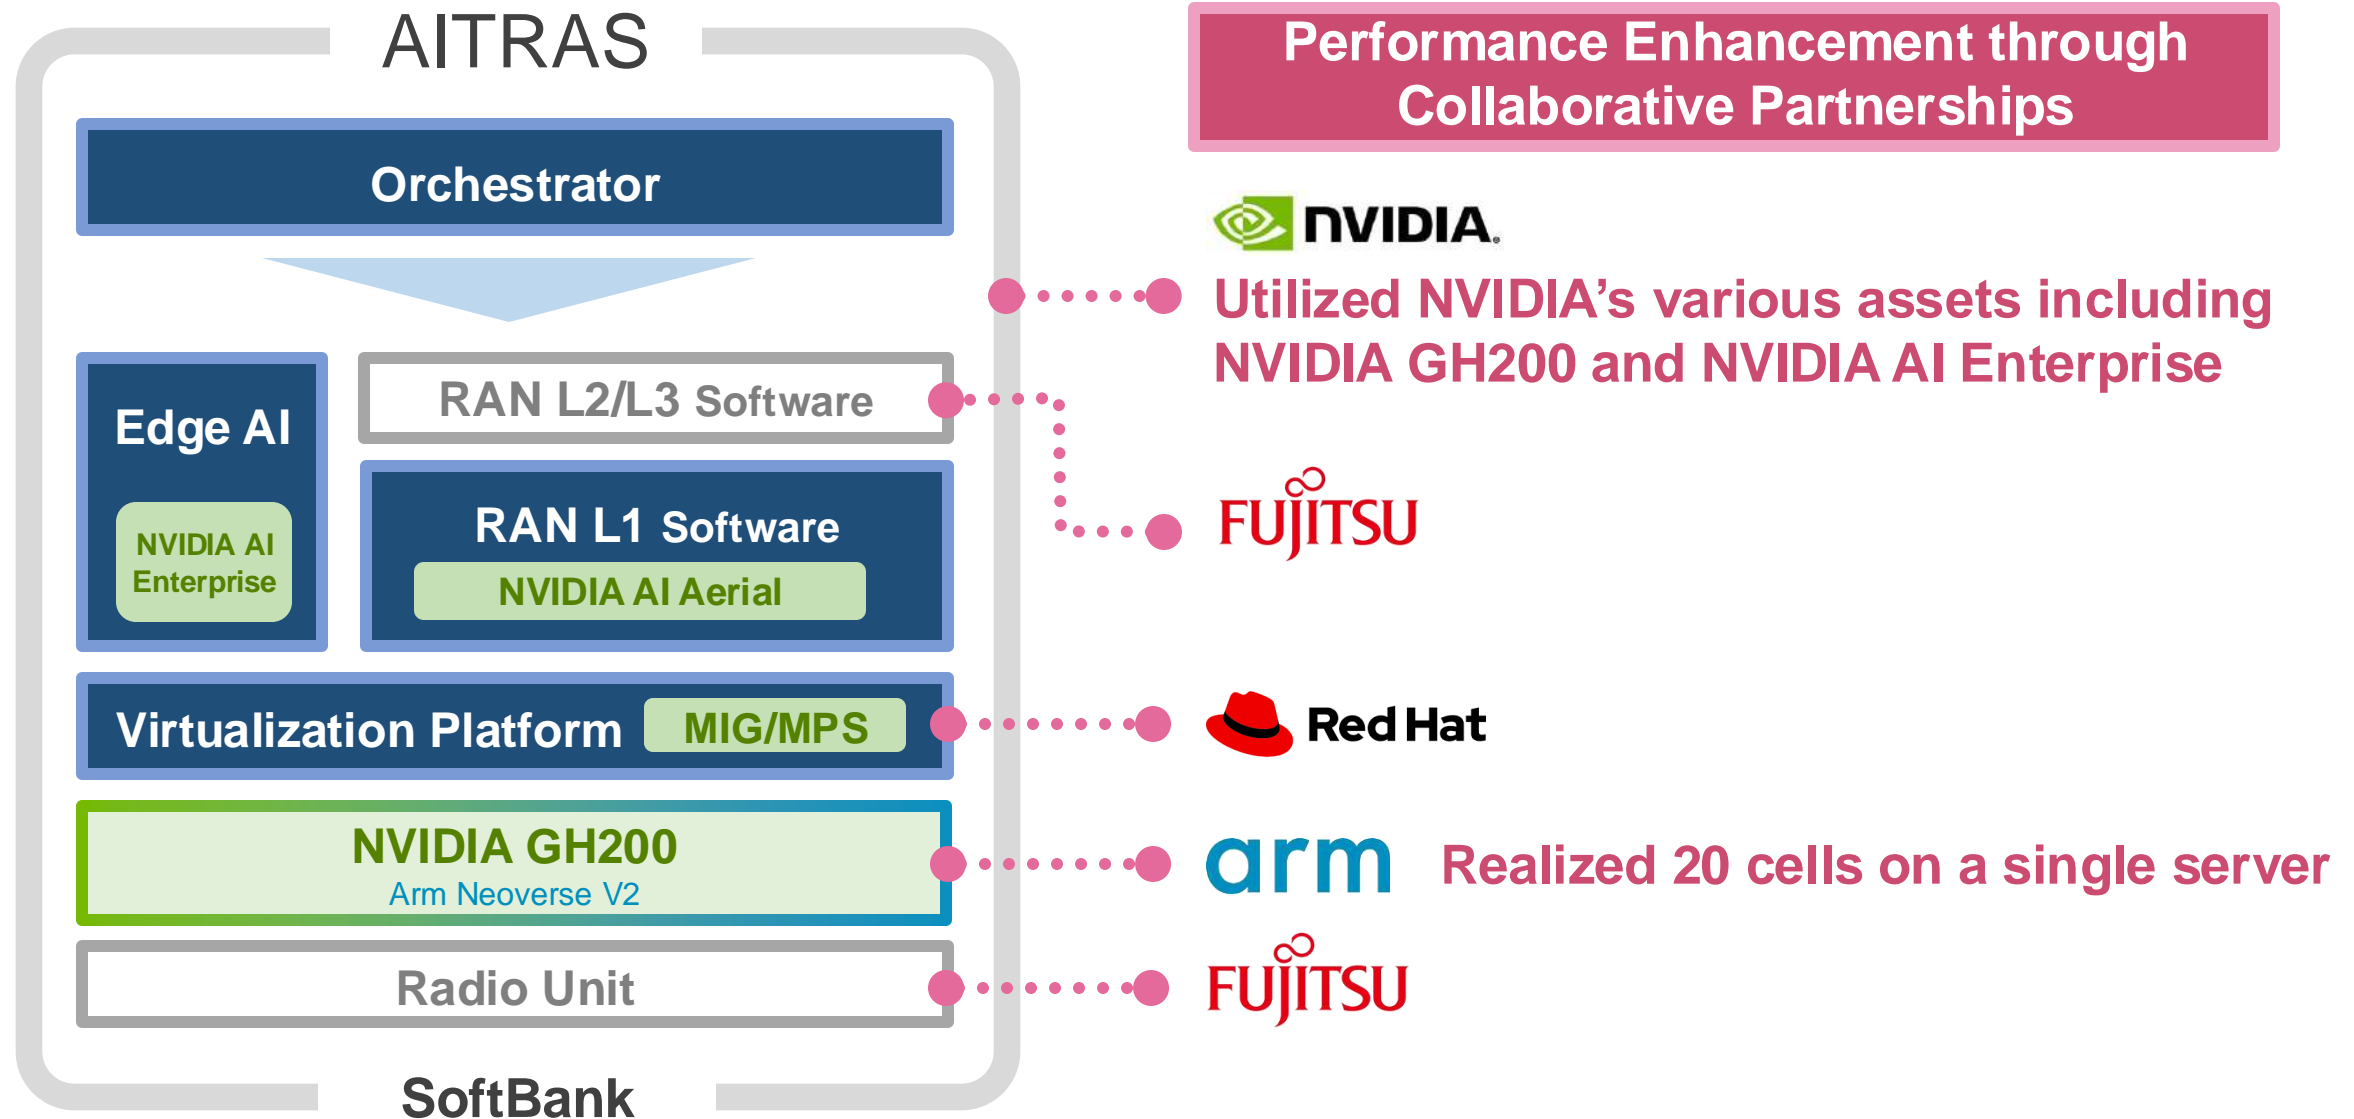 AITRAS
Orchestrator
Edge AI
NVIDIA AI
Enterprise
RAN L2/L3 Software
RAN L1 Software
NVIDIA AI Aerial
Virtualization Platform
MIG/MPS
NVIDIA GH200
Arm Neoverse V2
Radio Unit
SoftBank
Performance Enhancement through
Collaborative Partnerships
NVIDIA.
Utilized NVIDIA’s various assets including
NVIDIA GH200 and NVIDIA AI Enterprise
FUJITSU
Red Hat
arm
Realized 20 cells on a single server
FUJITSU